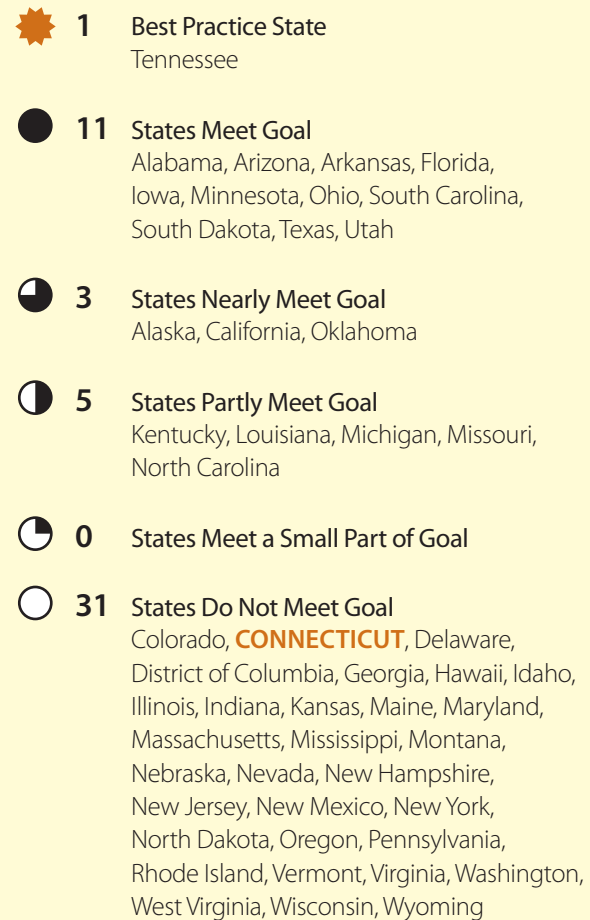 1 Best Practice State
Tennessee
11 States Meet Goal
Alabama, Arizona, Arkansas, Florida,
Iowa, Minnesota, Ohio, South Carolina,
South Dakota, Texas, Utah
3 States Nearly Meet Goal
Alaska, California, Oklahoma
5 States Partly Meet Goal
Kentucky, Louisiana, Michigan, Missouri,
North Carolina
0 States Meet a Small Part of Goal
31 States Do Not Meet Goal
Colorado, CONNECTICUT, Delaware,
District of Columbia, Georgia, Hawaii, Idaho,
Illinois, Indiana, Kansas, Maine, Maryland,
Massachusetts, Mississippi, Montana,
Nebraska, Nevada, New Hampshire,
New Jersey, New Mexico, New York,
North Dakota, Oregon, Pennsylvania,
Rhode Island, Vermont, Virginia, Washington,
West Virginia, Wisconsin, Wyoming